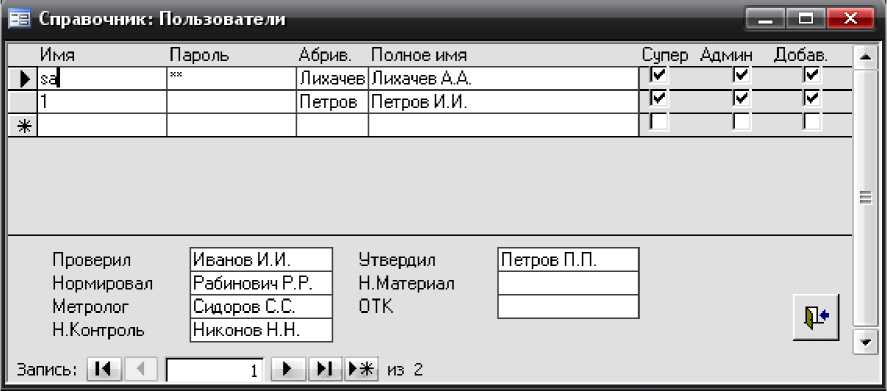 Справочник: Пользователи
Имя Пароль Абрив. Полное имя Супер Админ Добав.
sa ** Лихачев Лихачев А.А.
1 Петров Петров И.И.
Проверил Иванов И.И. Утвердил Петров П.П.
Нормировал Рабинович Р.Р. Н.Материал
Метролог Сидоров С.С. ОТК
Н.Контроль Никонов Н.Н.
Запись: 1 из 2